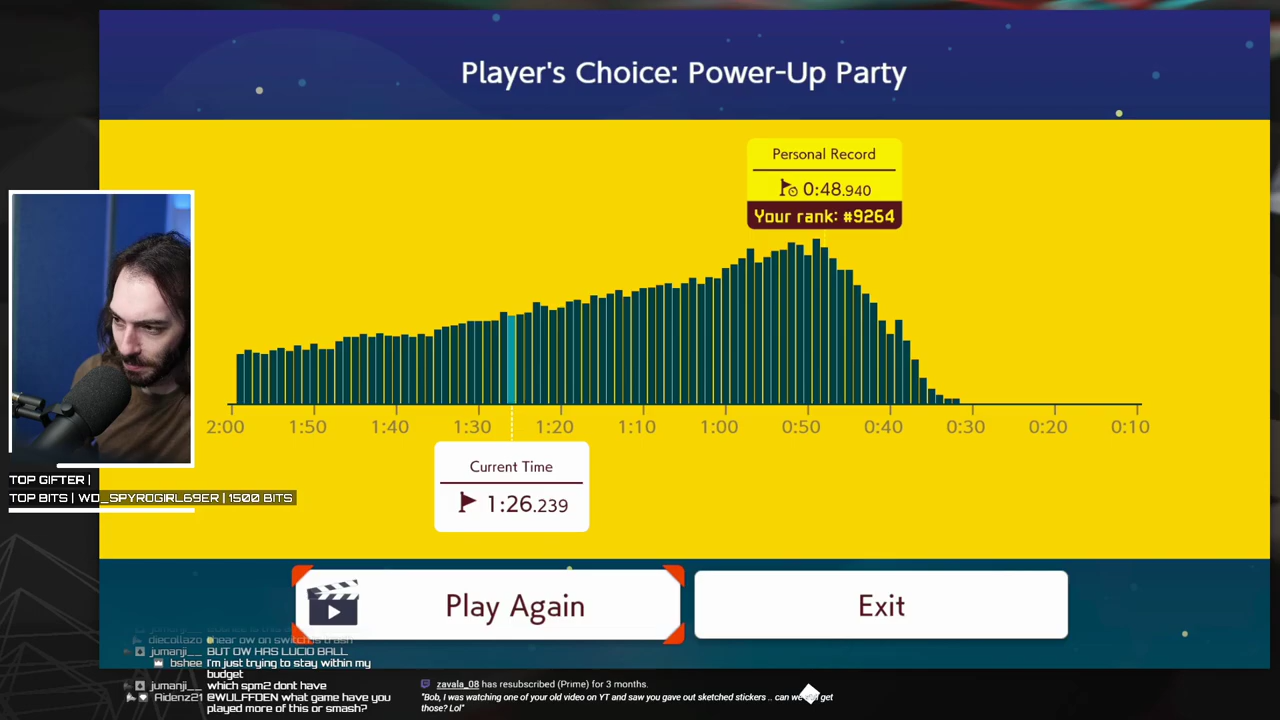 Player's Choice: Power-Up Party
Personal Record
0:48.940
Your rank: #9264
2:00 1:50 1:40 1:30 1:20 1:10 1:00 0:50 0:40 0:30 0:20 0:10
Current Time
1:26.239
TOP GIFTER |
TOP BITS | WD_SPYROGIRL69ER | 1500 BITS
Play Again
Exit
diecollazo
jumanji__ BUT OW HAS LUCIO BALL
bshee I'm just trying to stay within my
budget
jumanji__ which spm2 dont have
Aidenz21 @WULFFDEN what game have you
played more of this or smash?
zavala_08 has resubscribed (Prime) for 3 months.
"Bob, I was watching one of your old video on YT and saw you gave out sketched stickers .. can we get
those? Lol"